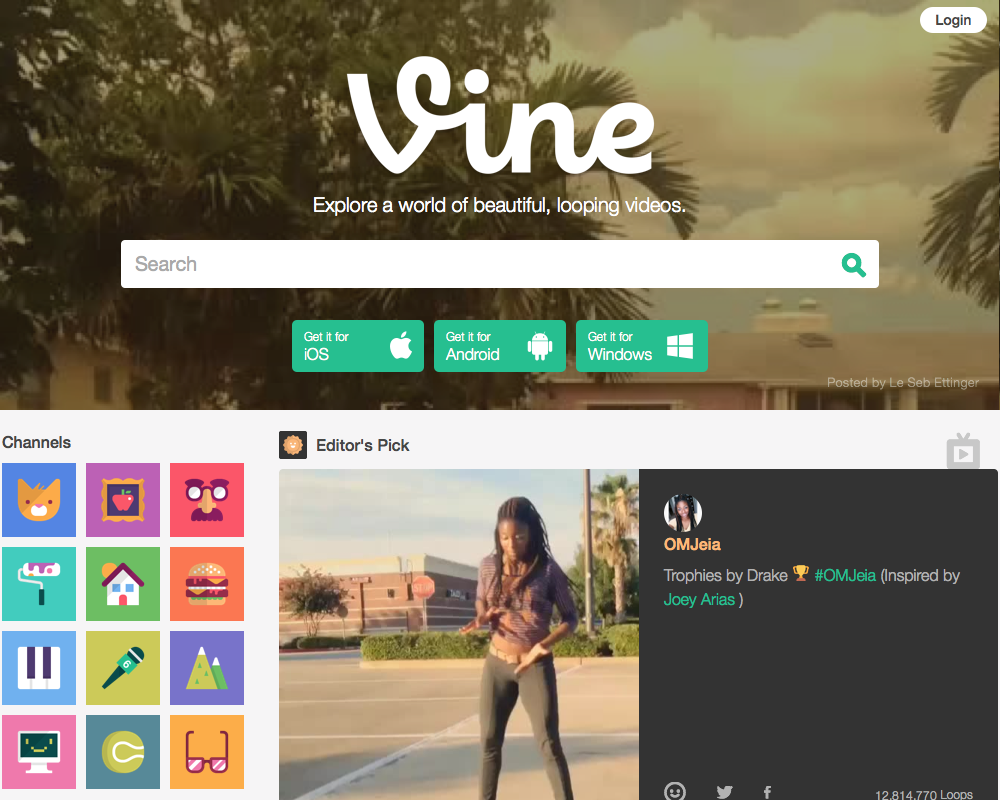 Login
Vine
Explore a world of beautiful, looping videos.
Search
Get it for
iOS
Get it for
Android
Get it for
Windows
Posted by Le Seb Ettinger
Channels
6
Editor's Pick
OMJeia
Trophies by Drake 🏆 #OMJeia (Inspired by
Joey Arias )
12,814,770 Loops